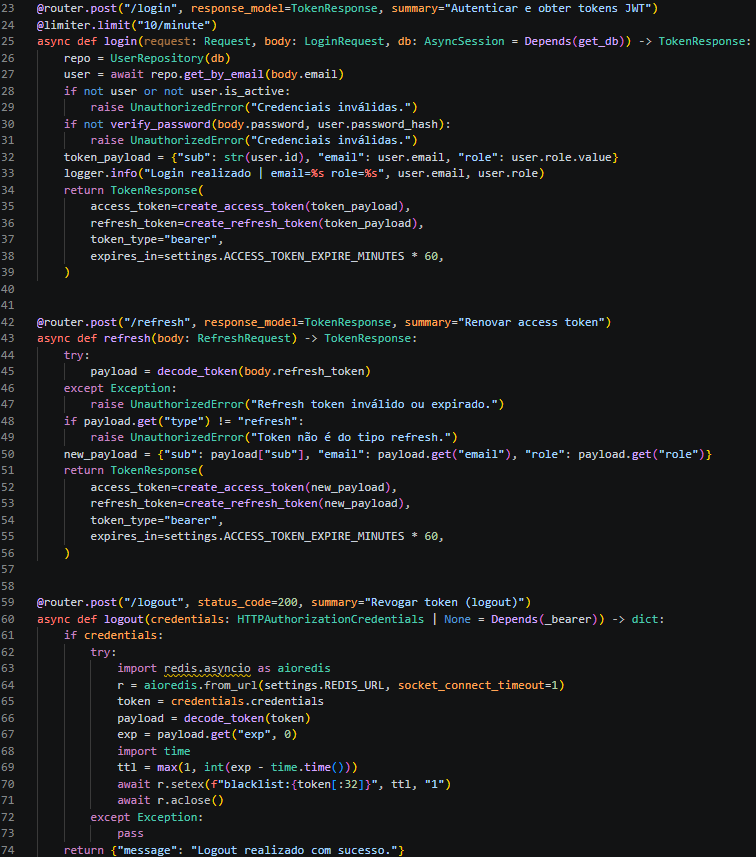 23 @router.post("/login", response_model=TokenResponse, summary="Autenticar e obter tokens JWT")
24 @limiter.limit("10/minute")
25 async def login(request: Request, body: LoginRequest, db: AsyncSession = Depends(get_db)) -> TokenResponse:
26     repo = UserRepository(db)
27     user = await repo.get_by_email(body.email)
28     if not user or not user.is_active:
29         raise UnauthorizedError("Credenciais inválidas.")
30     if not verify_password(body.password, user.password_hash):
31         raise UnauthorizedError("Credenciais inválidas.")
32     token_payload = {"sub": str(user.id), "email": user.email, "role": user.role.value}
33     logger.info("Login realizado | email=%s role=%s", user.email, user.role)
34     return TokenResponse(
35         access_token=create_access_token(token_payload),
36         refresh_token=create_refresh_token(token_payload),
37         token_type="bearer",
38         expires_in=settings.ACCESS_TOKEN_EXPIRE_MINUTES * 60,
39     )
40
41
42 @router.post("/refresh", response_model=TokenResponse, summary="Renovar access token")
43 async def refresh(body: RefreshRequest) -> TokenResponse:
44     try:
45         payload = decode_token(body.refresh_token)
46     except Exception:
47         raise UnauthorizedError("Refresh token inválido ou expirado.")
48     if payload.get("type") != "refresh":
49         raise UnauthorizedError("Token não é do tipo refresh.")
50     new_payload = {"sub": payload["sub"], "email": payload.get("email"), "role": payload.get("role")}
51     return TokenResponse(
52         access_token=create_access_token(new_payload),
53         refresh_token=create_refresh_token(new_payload),
54         token_type="bearer",
55         expires_in=settings.ACCESS_TOKEN_EXPIRE_MINUTES * 60,
56     )
57
58
59 @router.post("/logout", status_code=200, summary="Revogar token (logout)")
60 async def logout(credentials: HTTPAuthorizationCredentials | None = Depends(_bearer)) -> dict:
61     if credentials:
62         try:
63             import redis.asyncio as aioredis
64             r = aioredis.from_url(settings.REDIS_URL, socket_connect_timeout=1)
65             token = credentials.credentials
66             payload = decode_token(token)
67             exp = payload.get("exp", 0)
68             import time
69             ttl = max(1, int(exp - time.time()))
70             await r.setex(f"blacklist:{token[:32]}", ttl, "1")
71             await r.aclose()
72         except Exception:
73             pass
74     return {"message": "Logout realizado com sucesso."}